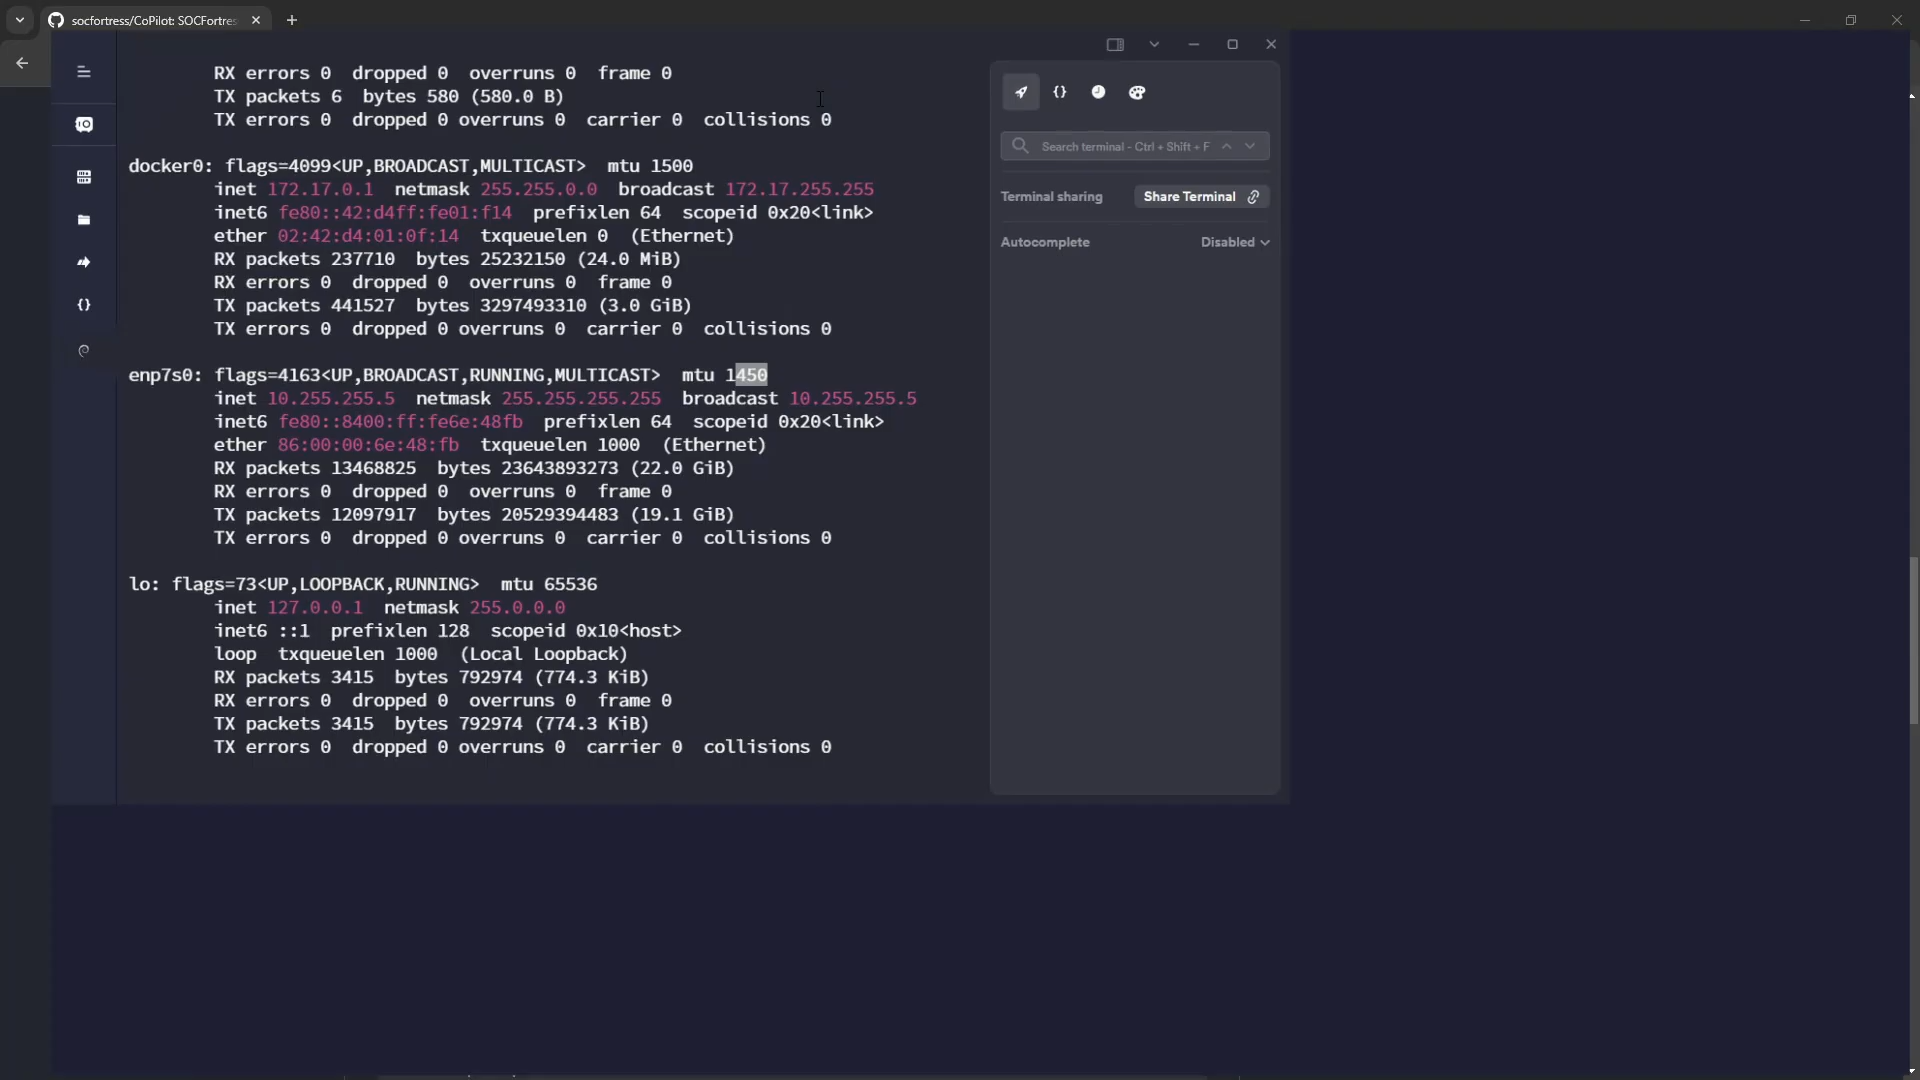 socfortress/CoPilot: SOCFortres
RX errors 0 dropped 0 overruns 0 frame 0
TX packets 6 bytes 580 (580.0 B)
TX errors 0 dropped 0 overruns 0 carrier 0 collisions 0
docker0: flags=4099<UP,BROADCAST,MULTICAST> mtu 1500
inet 172.17.0.1 netmask 255.255.0.0 broadcast 172.17.255.255
inet6 fe80::42:d4ff:fe01:f14 prefixlen 64 scopeid 0x20<link>
ether 02:42:d4:01:0f:14 txqueuelen 0 (Ethernet)
RX packets 237710 bytes 25232150 (24.0 MiB)
RX errors 0 dropped 0 overruns 0 frame 0
TX packets 441527 bytes 3297493310 (3.0 GiB)
TX errors 0 dropped 0 overruns 0 carrier 0 collisions 0
enp7s0: flags=4163<UP,BROADCAST,RUNNING,MULTICAST> mtu 1450
inet 10.255.255.5 netmask 255.255.255.255 broadcast 10.255.255.5
inet6 fe80::8400:ff:fe6e:48fb prefixlen 64 scopeid 0x20<link>
ether 86:00:00:6e:48:fb txqueuelen 1000 (Ethernet)
RX packets 13468825 bytes 23643893273 (22.0 GiB)
RX errors 0 dropped 0 overruns 0 frame 0
TX packets 12097917 bytes 20529394483 (19.1 GiB)
TX errors 0 dropped 0 overruns 0 carrier 0 collisions 0
lo: flags=73<UP,LOOPBACK,RUNNING> mtu 65536
inet 127.0.0.1 netmask 255.0.0.0
inet6 ::1 prefixlen 128 scopeid 0x10<host>
loop txqueuelen 1000 (Local Loopback)
RX packets 3415 bytes 792974 (774.3 KiB)
RX errors 0 dropped 0 overruns 0 frame 0
TX packets 3415 bytes 792974 (774.3 KiB)
TX errors 0 dropped 0 overruns 0 carrier 0 collisions 0
Search terminal - Ctrl + Shift + F
Terminal sharing Share Terminal
Autocomplete Disabled